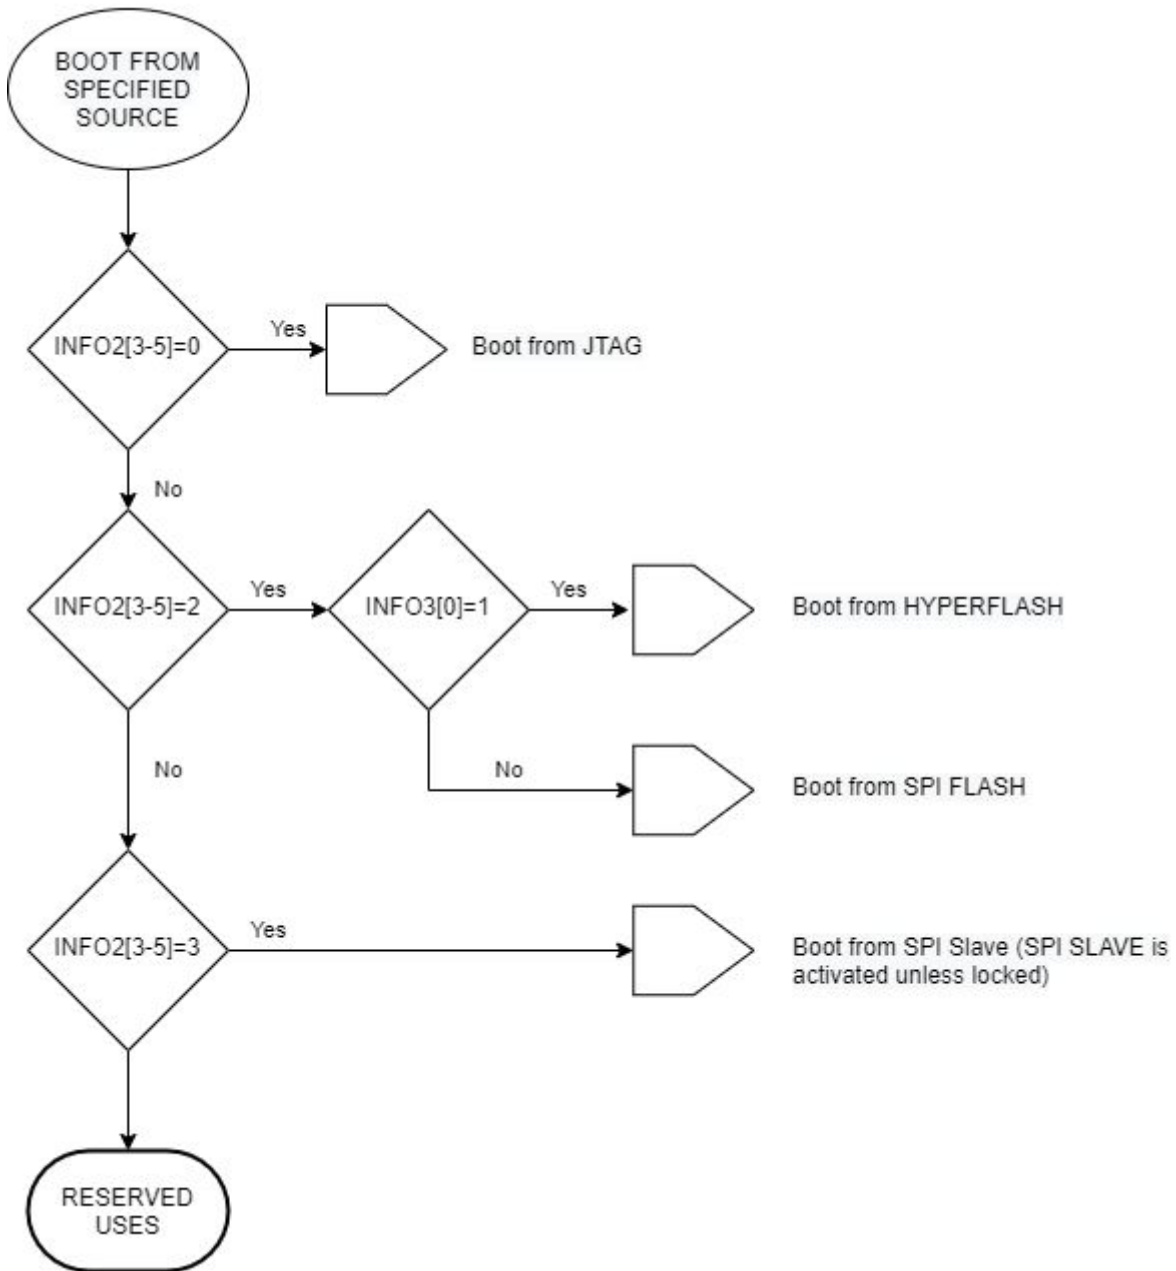 BOOT FROM
SPECIFIED
SOURCE
INFO2[3-5]=0
Yes
Boot from JTAG
No
INFO2[3-5]=2
Yes
INFO3[0]=1
Yes
Boot from HYPERFLASH
No
No
Boot from SPI FLASH
INFO2[3-5]=3
Yes
Boot from SPI Slave (SPI SLAVE is
activated unless locked)
RESERVED
USES